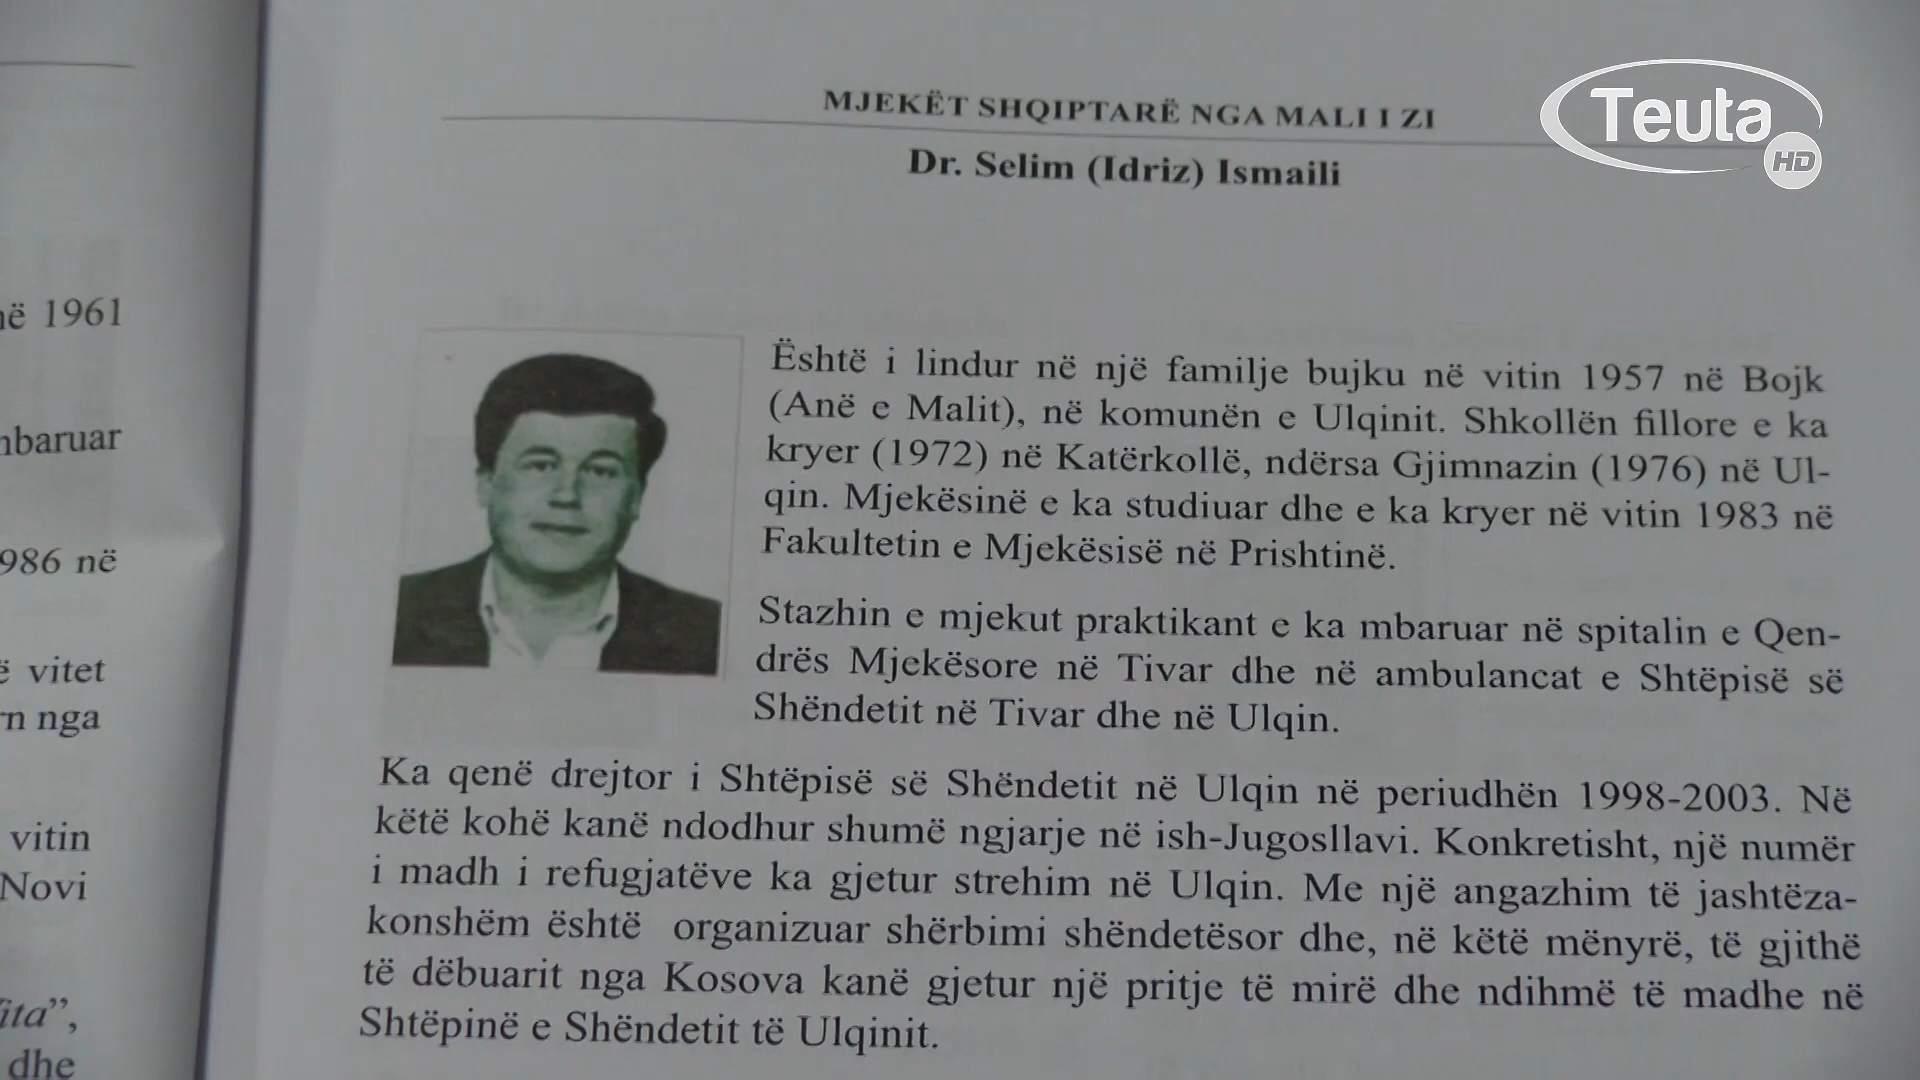 MJEKËT SHQIPTARË NGA MALI I ZI
Dr. Selim (Idriz) Ismaili
Teuta
HD
Është i lindur në një familje bujku në vitin 1957 në Bojk
(Anë e Malit), në komunën e Ulqinit. Shkollën fillore e ka
kryer (1972) në Katërkollë, ndërsa Gjimnazin (1976) në Ul-
qin. Mjekësinë e ka studiuar dhe e ka kryer në vitin 1983 në
Fakultetin e Mjekësisë në Prishtinë.
Stazhin e mjekut praktikant e ka mbaruar në spitalin e Qen-
drës Mjekësore në Tivar dhe në ambulancat e Shtëpisë së
Shëndetit në Tivar dhe në Ulqin.
Ka qenë drejtor i Shtëpisë së Shëndetit në Ulqin në periudhën 1998-2003. Në
këtë kohë kanë ndodhur shumë ngjarje në ish-Jugosllavi. Konkretisht, një numër
i madh i refugjatëve ka gjetur strehim në Ulqin. Me një angazhim të jashtëza-
konshëm është organizuar shërbimi shëndetësor dhe, në këtë mënyrë, të gjithë
të dëbuarit nga Kosova kanë gjetur një pritje të mirë dhe ndihmë të madhe në
Shtëpinë e Shëndetit të Ulqinit.
1961
në
vitet
nga
vitin
Novi
dhe